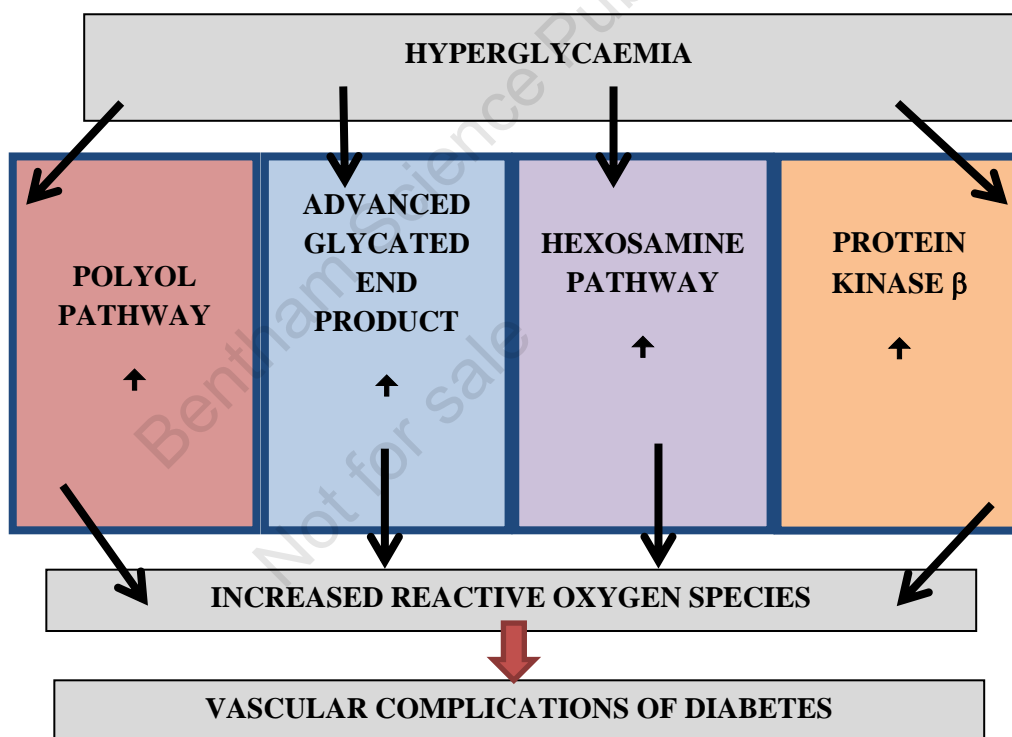 HYPERGLYCAEMIA
POLYOL
PATHWAY
ADVANCED
GLYCATED
END
PRODUCT
HEXOSAMINE
PATHWAY
PROTEIN
KINASE β
INCREASED REACTIVE OXYGEN SPECIES
VASCULAR COMPLICATIONS OF DIABETES
Bentham Science
Not for sale